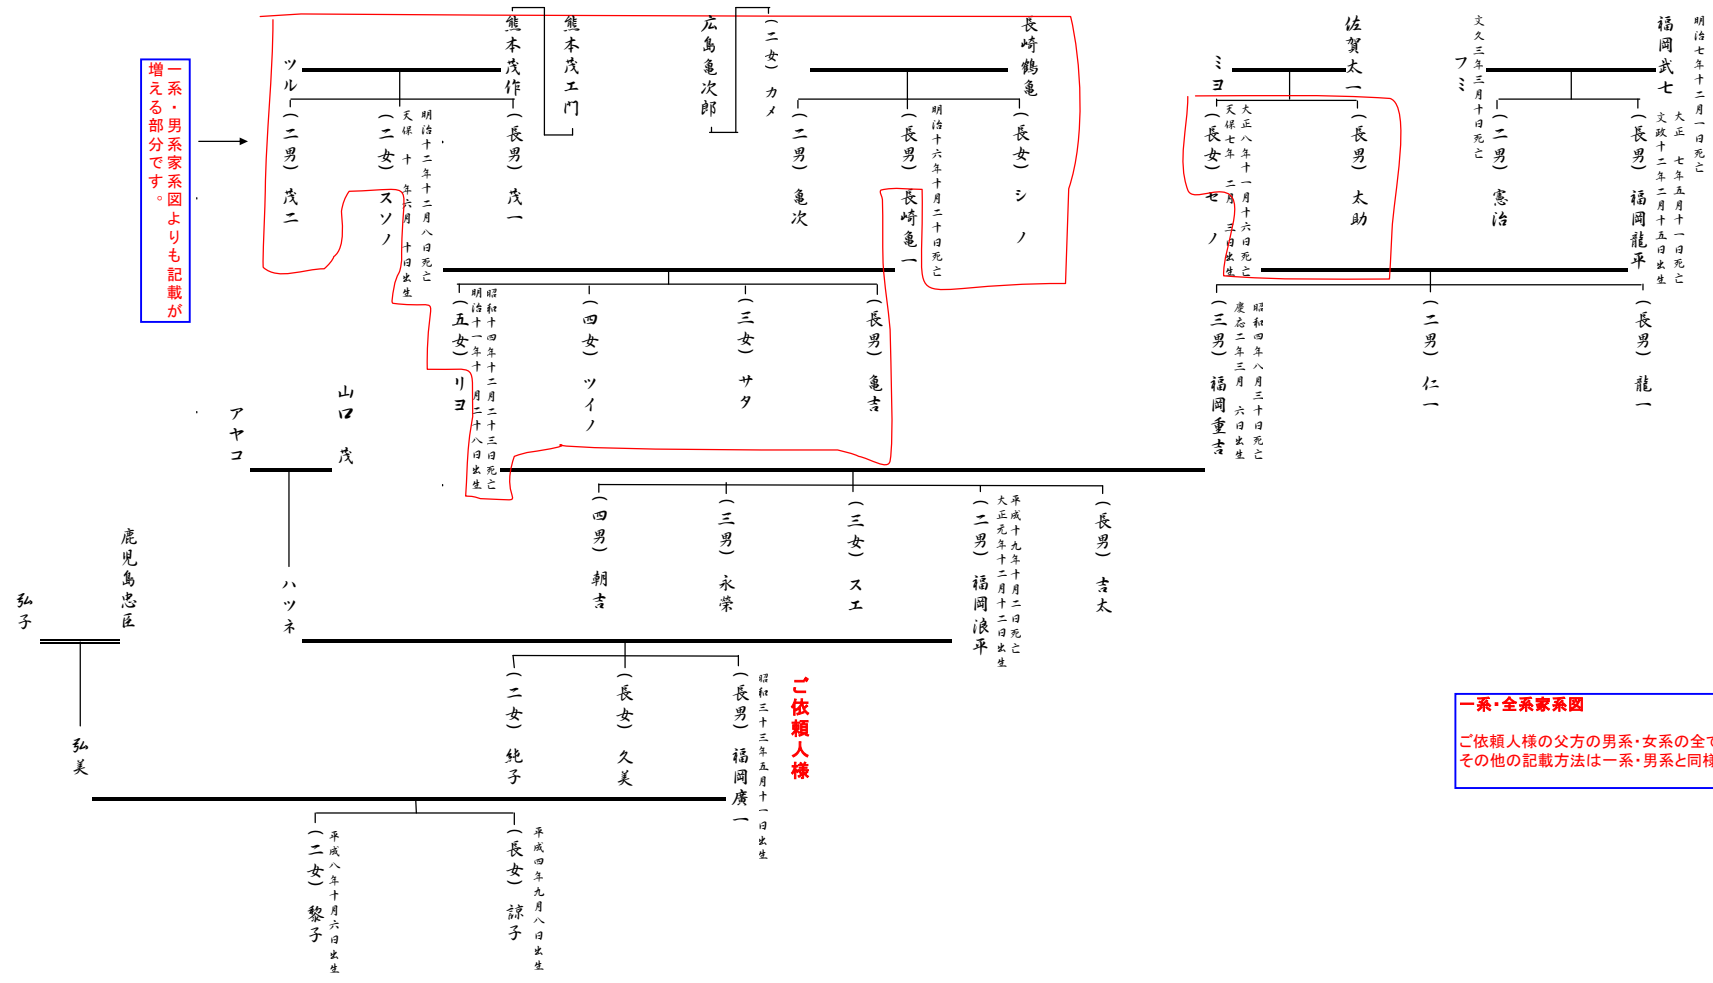 明治七年十二月一日死亡
福岡武七
文久三年三月十日死亡
フミ
佐賀太一
ミヨ
長崎鶴亀
(二女) カメ
広島亀次郎
熊本茂エ門
熊本茂作
ツル
一系・男系家系図よりも記載が
増える部分です。
大正 七年五月十一日死亡
文政十二年二月十五日出生
(長男) 福岡龍平
(二男) 憲治
(長男) 太助
大正八年十一月十六日死亡
天保七年 二月 三日出生
(長女) セノ
(長女) シノ
明治十六年十月二十日死亡
(長男) 長崎亀一
(二男) 亀次
(長男) 茂一
明治十二年十二月八日死亡
天保 十 年六月 十日出生
(二女) スソノ
(二男) 茂二
(長男) 龍一
(二男) 仁一
昭和四年八月三十日死亡
慶応二年三月 六日出生
(三男) 福岡重吉
(長男) 亀吉
(三女) サタ
(四女) ツイノ
昭和十四年十二月二十三日死亡
明治十一年十 月二十八日出生
(五女) リヨ
山口 茂
アヤコ
(長男) 吉太
平成十九年十月二日死亡
大正元年十二月十二日出生
(二男) 福岡浪平
(三女) スエ
(三男) 永榮
(四男) 朝吉
ハツネ
鹿児島忠臣
弘子
ご依頼人様
昭和三十三年五月十一日出生
(長男) 福岡廣一
(長女) 久美
(二女) 純子
弘美
平成四年九月八日出生
(長女) 諒子
平成八年十月六日出生
(二女) 黎子
一系・全系家系図
ご依頼人様の父方の男系・女系の全て
その他の記載方法は一系・男系と同様